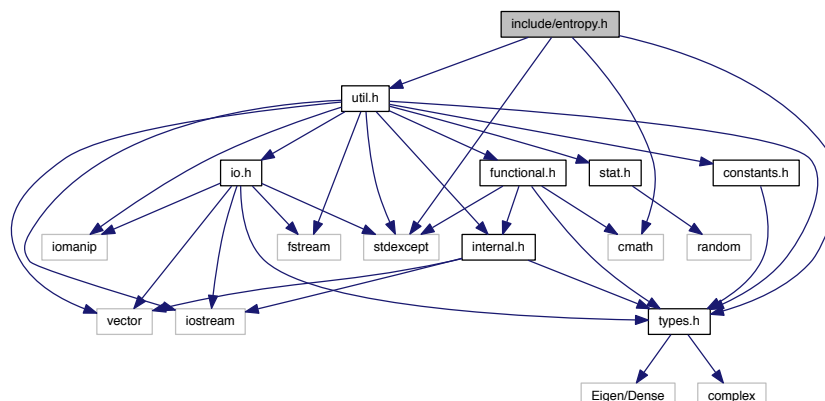 include/entropy.h
util.h
io.h
functional.h
stat.h
constants.h
iomanip
fstream
stdexcept
internal.h
cmath
random
vector
iostream
types.h
Eigen/Dense
complex